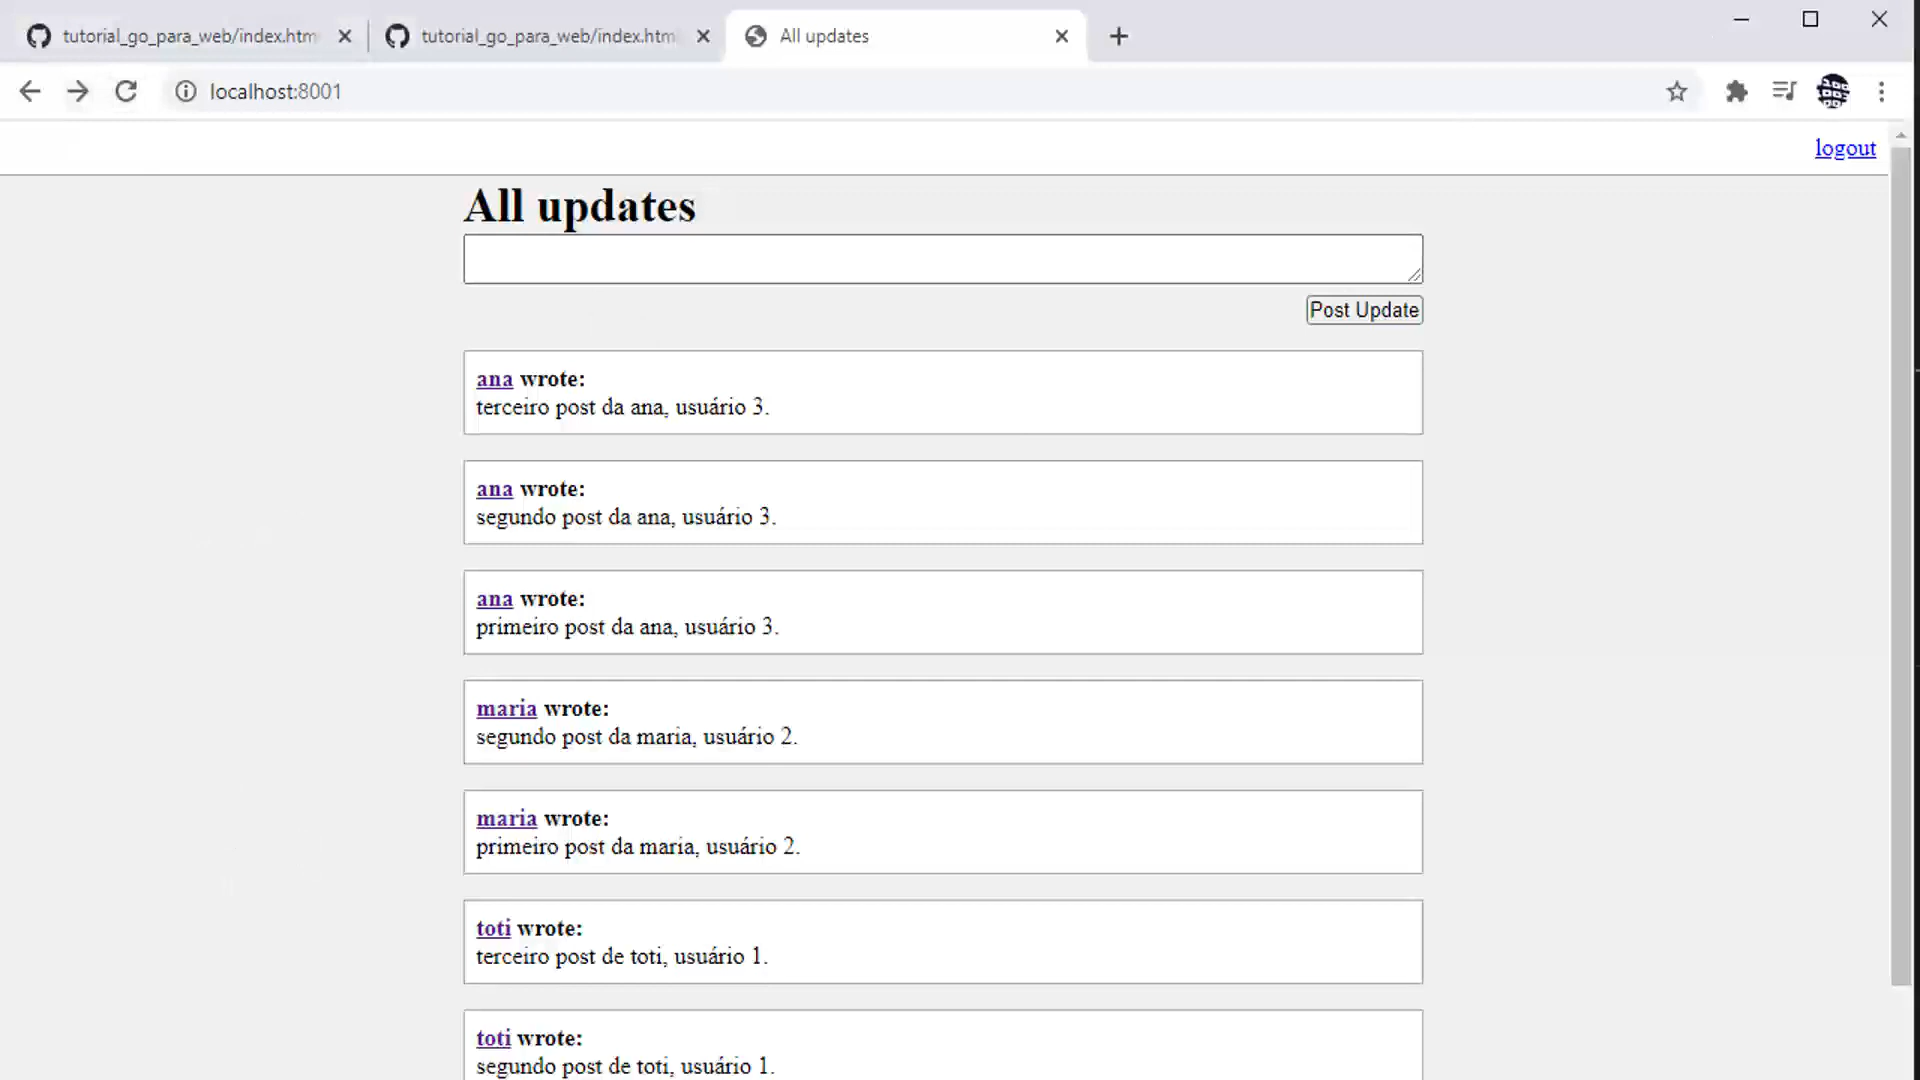 tutorial_go_para_web/index.htm
tutorial_go_para_web/index.html
All updates
localhost:8001
logout
All updates
Post Update
ana wrote:
terceiro post da ana, usuário 3.
ana wrote:
segundo post da ana, usuário 3.
ana wrote:
primeiro post da ana, usuário 3.
maria wrote:
segundo post da maria, usuário 2.
maria wrote:
primeiro post da maria, usuário 2.
toti wrote:
terceiro post de toti, usuário 1.
toti wrote:
segundo post de toti, usuário 1.